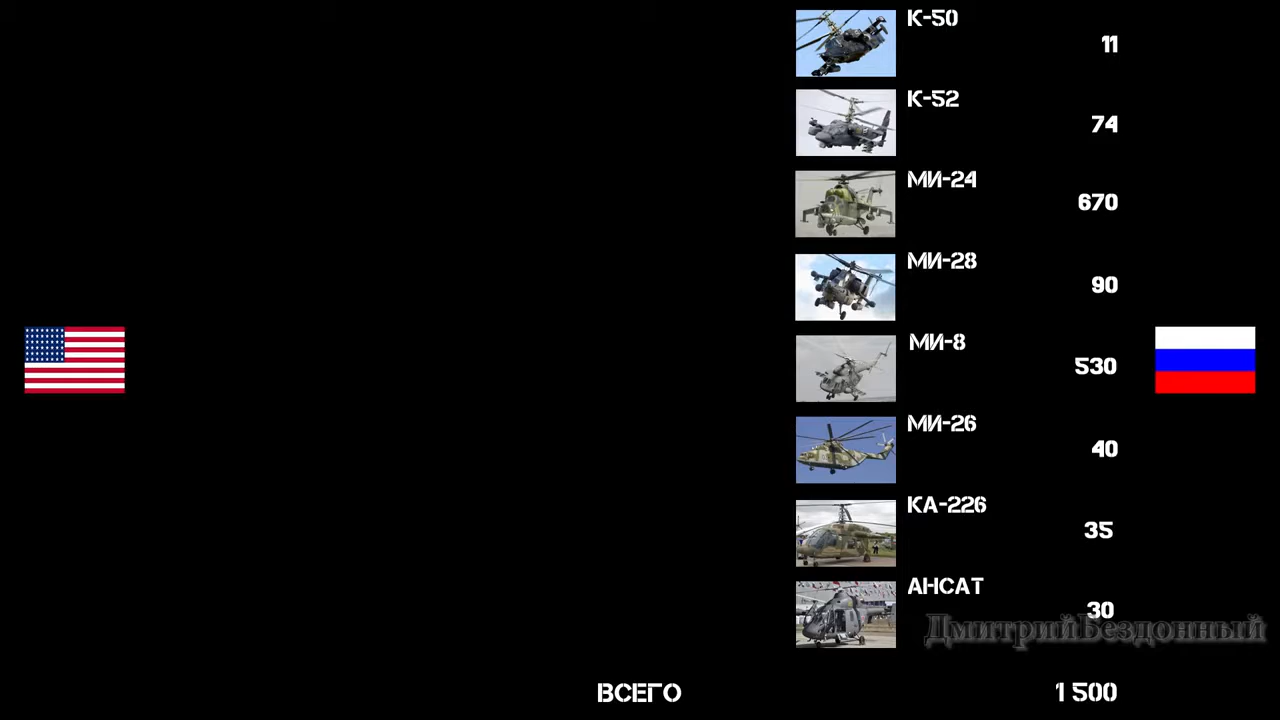 К-50
11
К-52
74
МИ-24
670
МИ-28
90
МИ-8
530
МИ-26
40
КА-226
35
АНСАТ
30
ДмитрийБездонный
ВСЕГО 1 500